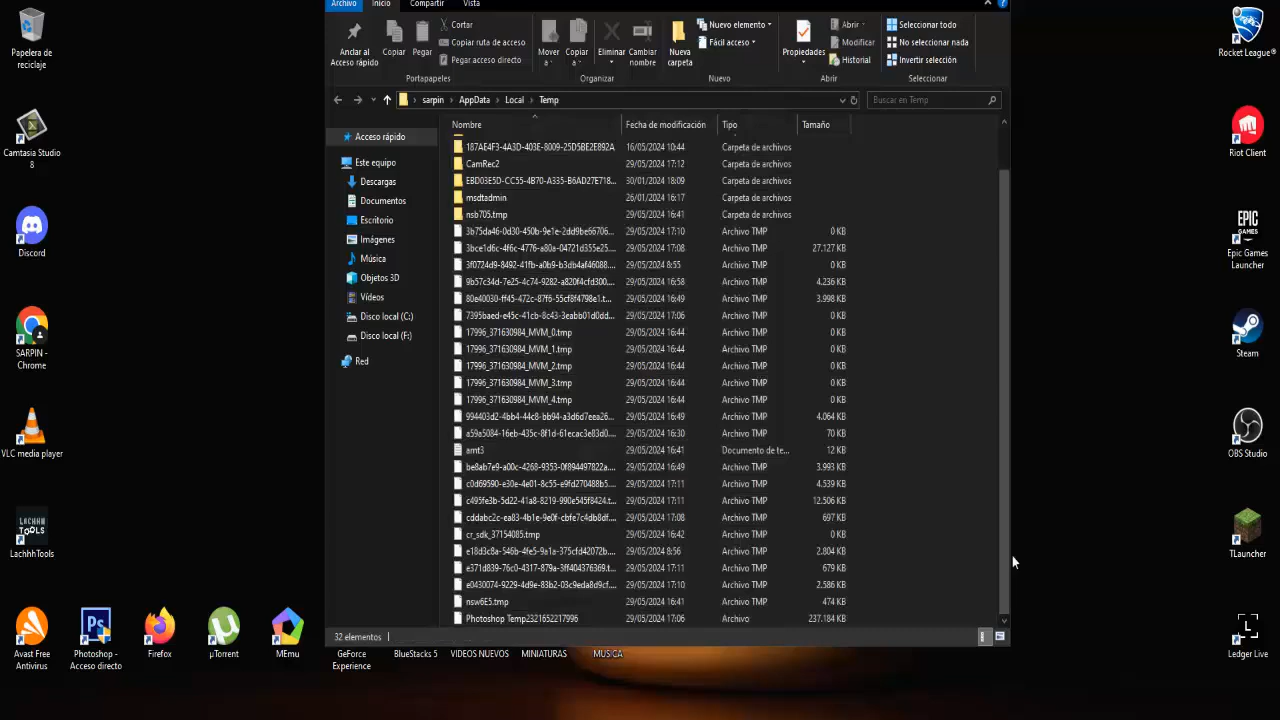 Archivo Inicio Compartir Vista
Anclar al
Acceso rápido
Copiar
Pegar
Cortar
Copiar ruta de acceso
Pegar acceso directo
Portapapeles
Mover
a
Copiar
a
Eliminar
Cambiar
nombre
Organizar
Nueva
carpeta
Nuevo elemento
Fácil acceso
Nuevo
Propiedades
Abrir
Modificar
Historial
Abrir
Seleccionar todo
No seleccionar nada
Invertir selección
Seleccionar
sarpin > AppData > Local > Temp
Buscar en Temp
Acceso rápido
Este equipo
Descargas
Documentos
Escritorio
Imágenes
Música
Objetos 3D
Vídeos
Disco local (C:)
Disco local (F:)
Red
Nombre Fecha de modificación Tipo Tamaño
187AE4F3-4A3D-403E-8009-25D5BE2E892A 16/05/2024 10:44 Carpeta de archivos
CamRec2 29/05/2024 17:12 Carpeta de archivos
EBD03E5D-CC55-4B70-A335-B6AD27E718... 30/01/2024 18:09 Carpeta de archivos
msdtadmin 26/01/2024 16:17 Carpeta de archivos
nsb705.tmp 29/05/2024 16:41 Carpeta de archivos
3b75da46-0d30-450b-9e1e-2dd9be66706... 29/05/2024 17:10 Archivo TMP 0 KB
3bce1d6c-4f6c-4776-a80a-04721d355e25... 29/05/2024 17:08 Archivo TMP 27.127 KB
3f0724d9-8492-41fb-a0b9-b3db4af46088... 29/05/2024 8:55 Archivo TMP 0 KB
9b57c34d-7e25-4c74-9282-a820f4cfd300... 29/05/2024 16:58 Archivo TMP 4.236 KB
80e40030-ff45-472c-87f6-55cf8f4798e1.t... 29/05/2024 16:49 Archivo TMP 3.998 KB
7395baed-e45c-41cb-8c43-3eabb01d0dd... 29/05/2024 17:06 Archivo TMP 0 KB
17996_371630984_MVM_0.tmp 29/05/2024 16:44 Archivo TMP 0 KB
17996_371630984_MVM_1.tmp 29/05/2024 16:44 Archivo TMP 0 KB
17996_371630984_MVM_2.tmp 29/05/2024 16:44 Archivo TMP 0 KB
17996_371630984_MVM_3.tmp 29/05/2024 16:44 Archivo TMP 0 KB
17996_371630984_MVM_4.tmp 29/05/2024 16:44 Archivo TMP 0 KB
994403d2-4bb4-44c8-bb94-a3d6d7eea26... 29/05/2024 16:49 Archivo TMP 4.064 KB
a59a5084-16eb-435c-8f1d-61ecac3e83d0... 29/05/2024 16:30 Archivo TMP 70 KB
amt3 29/05/2024 16:41 Documento de te... 12 KB
be8ab7e9-a00c-4268-9353-0f894497822a... 29/05/2024 16:49 Archivo TMP 3.993 KB
c0d69590-e30e-4e01-8c55-e9fd270488b5... 29/05/2024 17:11 Archivo TMP 4.539 KB
c495fe3b-5d22-41a8-8219-990e545f8424.t... 29/05/2024 17:11 Archivo TMP 12.506 KB
cddabc2c-ea83-4b1e-9e0f-cbfe7c4db8df... 29/05/2024 17:08 Archivo TMP 697 KB
cr_sdk_37154085.tmp 29/05/2024 16:42 Archivo TMP 0 KB
e18d3c8a-546b-4fe5-9a1a-375cfd42072b... 29/05/2024 8:56 Archivo TMP 2.804 KB
e371d839-76c0-4317-879a-3ff404376369.t... 29/05/2024 17:11 Archivo TMP 679 KB
e0430074-9229-4d9e-83b2-03c9eda8d9cf... 29/05/2024 17:10 Archivo TMP 2.586 KB
nsw6E5.tmp 29/05/2024 16:41 Archivo TMP 474 KB
Photoshop Temp2321652217996 29/05/2024 17:06 Archivo 237.184 KB
32 elementos
Papelera de
reciclaje
Camtasia Studio
8
Discord
SARPIN -
Chrome
VLC media player
LACHHH
TOOLS
LachhhTools
Avast Free
Antivirus
Ps
Photoshop -
Acceso directo
Firefox
µTorrent
MEmu
GeForce
Experience
BlueStacks 5
VIDEOS NUEVOS
MINIATURAS
MUSICA
Rocket League®
Riot Client
EPIC
GAMES
Epic Games
Launcher
Steam
OBS Studio
TLauncher
Ledger Live